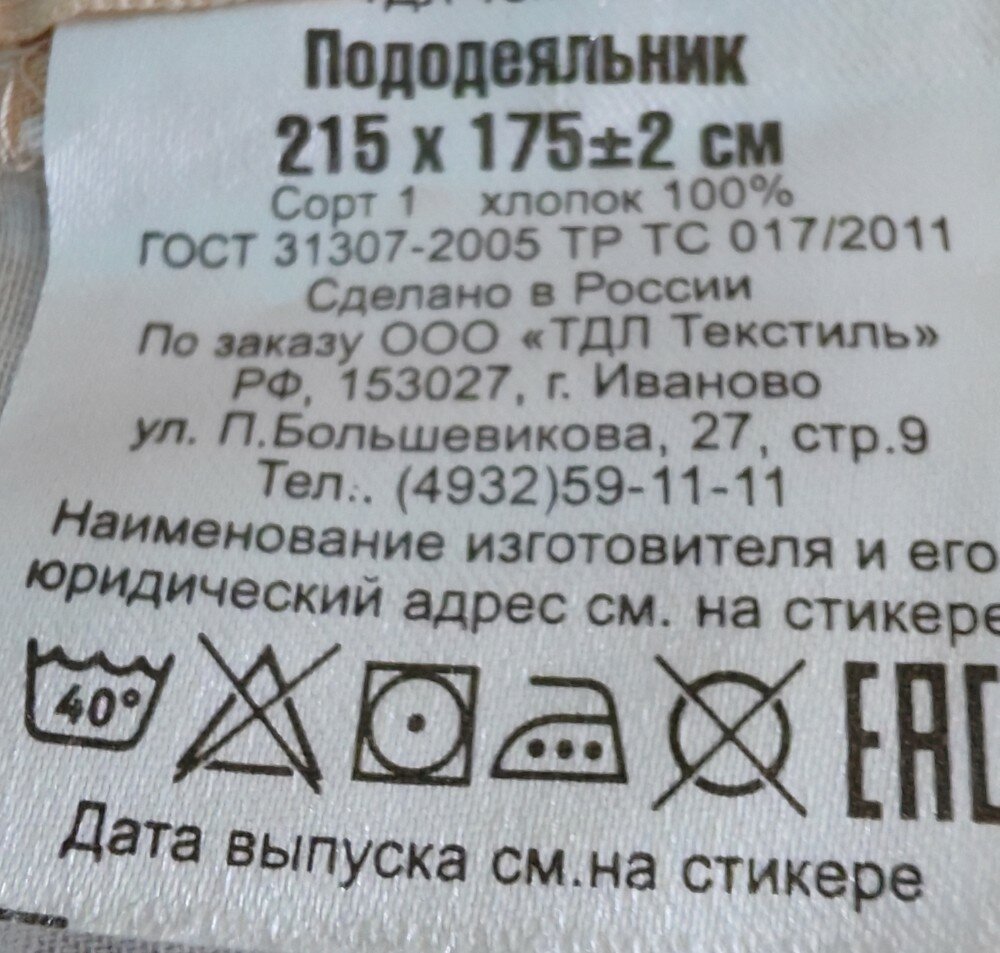 Пододеяльник
215 х 175±2 см
Сорт 1 хлопок 100%
ГОСТ 31307-2005 ТР ТС 017/2011
Сделано в России
По заказу ООО «ТДЛ Текстиль»
РФ, 153027, г. Иваново
ул. П.Большевикова, 27, стр.9
Тел.. (4932)59-11-11
Наименование изготовителя и его
юридический адрес см. на стикере
40° EAC
Дата выпуска см.на стикере